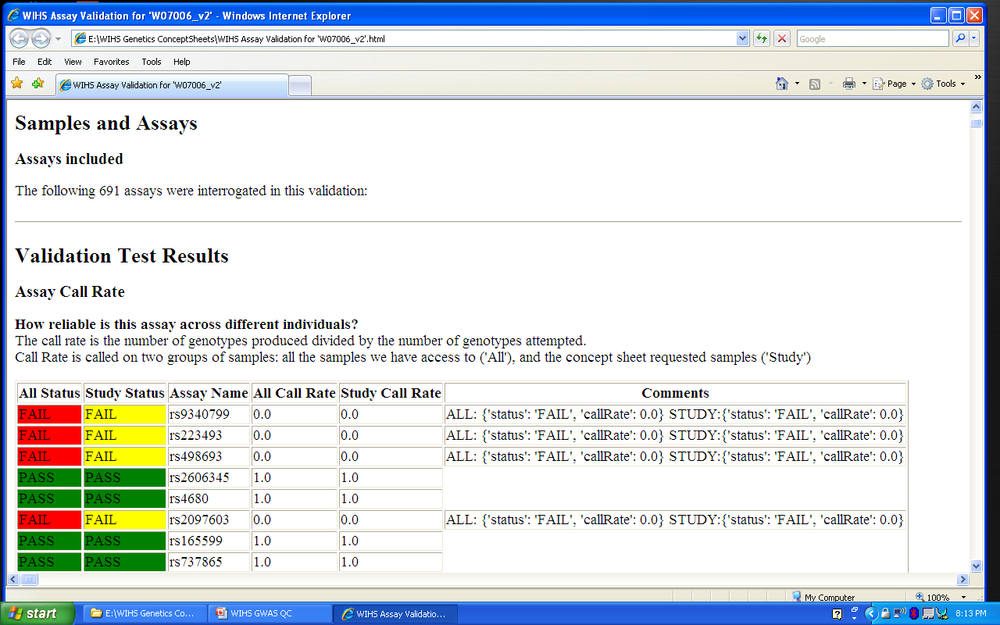 WIHS Assay Validation for 'W07006_v2' - Windows Internet Explorer
E:\WIHS Genetics ConceptSheets\WIHS Assay Validation for 'W07006_v2'.html
Google
File Edit View Favorites Tools Help
WIHS Assay Validation for 'W07006_v2'
Page Tools
Samples and Assays
Assays included
The following 691 assays were interrogated in this validation:
Validation Test Results
Assay Call Rate
How reliable is this assay across different individuals?
The call rate is the number of genotypes produced divided by the number of genotypes attempted.
Call Rate is called on two groups of samples: all the samples we have access to ('All'), and the concept sheet requested samples ('Study')
All Status Study Status Assay Name All Call Rate Study Call Rate Comments
FAIL FAIL rs9340799 0.0 0.0 ALL: {'status': 'FAIL', 'callRate': 0.0} STUDY:{'status': 'FAIL', 'callRate': 0.0}
FAIL FAIL rs223493 0.0 0.0 ALL: {'status': 'FAIL', 'callRate': 0.0} STUDY:{'status': 'FAIL', 'callRate': 0.0}
FAIL FAIL rs498693 0.0 0.0 ALL: {'status': 'FAIL', 'callRate': 0.0} STUDY:{'status': 'FAIL', 'callRate': 0.0}
PASS PASS rs2606345 1.0 1.0
PASS PASS rs4680 1.0 1.0
FAIL FAIL rs2097603 0.0 0.0 ALL: {'status': 'FAIL', 'callRate': 0.0} STUDY:{'status': 'FAIL', 'callRate': 0.0}
PASS PASS rs165599 1.0 1.0
PASS PASS rs737865 1.0 1.0
My Computer 100%
start E:\WIHS Genetics Co... WIHS GWAS QC WIHS Assay Validatio... 8:13 PM